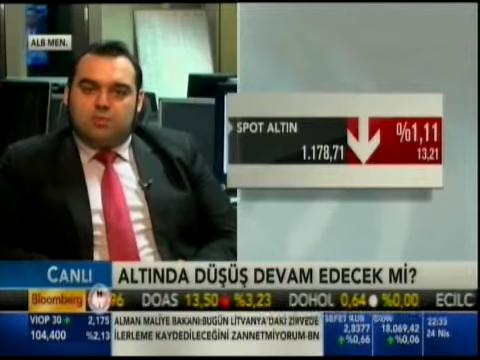 ALB MEN.
SPOT ALTIN
1.178,71
%1,11
13,21
CANLI
ALTINDA DÜŞÜŞ DEVAM EDECEK Mİ?
Bloomberg HT 96 DOAS 13,50 %3,23 DOHOL 0,64 %0,00 ECILC
VIOP 30 2,175
104,400 %2,13
ALMAN MALİYE BAKANI:BUGÜN LİTVANYA'DAKİ ZİRVEDE
İLERLEME KAYDEDİLECEĞİNİ ZANNETMİYORUM-BN
2,8377 18,069,42
%0,66 %0,06
22:33
24 Nis